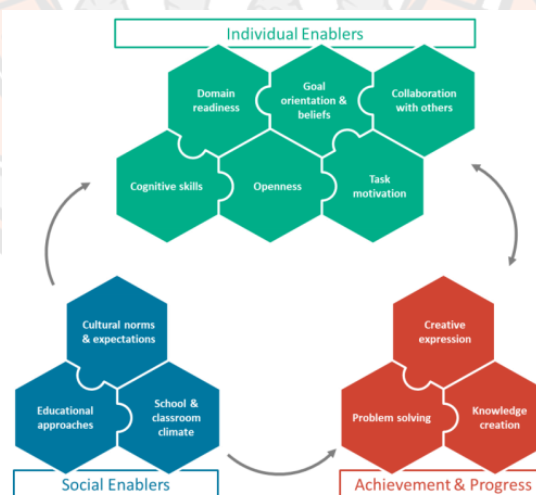 Individual Enablers
Domain
readiness
Goal
orientation &
beliefs
Collaboration
with others
Cognitive skills
Openness
Task
motivation
Cultural norms
& expectations
Educational
approaches
School &
classroom
climate
Social Enablers
Creative
expression
Problem solving
Knowledge
creation
Achievement & Progress